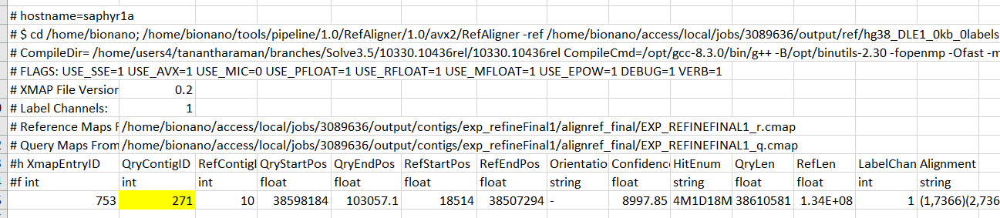 # hostname=saphyr1a
# $ cd /home/bionano; /home/bionano/tools/pipeline/1.0/RefAligner/1.0/avx2/RefAligner -ref /home/bionano/access/local/jobs/3089636/output/ref/hg38_DLE1_0kb_0labels
# CompileDir= /home/users4/tanantharaman/branches/Solve3.5/10330.10436rel/10330.10436rel CompileCmd=/opt/gcc-8.3.0/bin/g++ -B/opt/binutils-2.30 -fopenmp -Ofast -m
# FLAGS: USE_SSE=1 USE_AVX=1 USE_MIC=0 USE_PFLOAT=1 USE_RFLOAT=1 USE_MFLOAT=1 USE_EPOW=1 DEBUG=1 VERB=1
# XMAP File Version 0.2
# Label Channels: 1
# Reference Maps F /home/bionano/access/local/jobs/3089636/output/contigs/exp_refineFinal1/alignref_final/EXP_REFINEFINAL1_r.cmap
# Query Maps From /home/bionano/access/local/jobs/3089636/output/contigs/exp_refineFinal1/alignref_final/EXP_REFINEFINAL1_q.cmap
#h XmapEntryID QryContigID RefContigI QryStartPos QryEndPos RefStartPos RefEndPos Orientatio Confidenc HitEnum QryLen RefLen LabelChan Alignment
#f int int int float float float float string float string float float int string
753 271 10 38598184 103057.1 18514 38507294 - 8997.85 4M1D18M 38610581 1.34E+08 1 (1,7366)(2,736